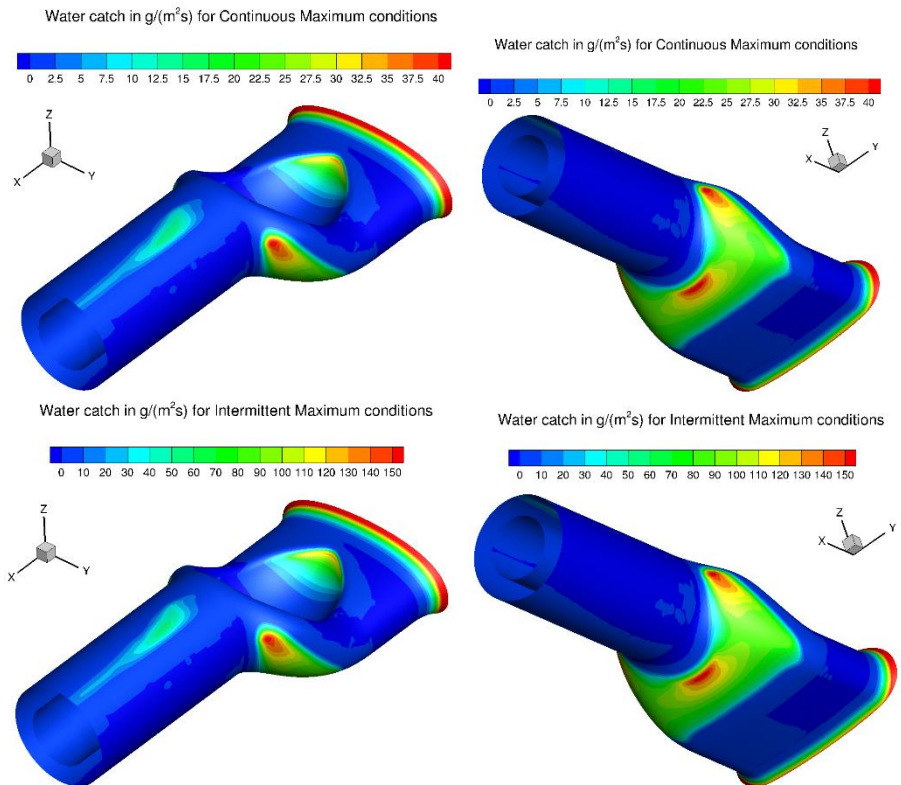 Water catch in g/(m²s) for Continuous Maximum conditions
0 2.5 5 7.5 10 12.5 15 17.5 20 22.5 25 27.5 30 32.5 35 37.5 40
Z
X
Y
Water catch in g/(m²s) for Continuous Maximum conditions
0 2.5 5 7.5 10 12.5 15 17.5 20 22.5 25 27.5 30 32.5 35 37.5 40
Z
X
Y
Water catch in g/(m²s) for Intermittent Maximum conditions
0 10 20 30 40 50 60 70 80 90 100 110 120 130 140 150
Z
X
Y
Water catch in g/(m²s) for Intermittent Maximum conditions
0 10 20 30 40 50 60 70 80 90 100 110 120 130 140 150
Z
X
Y